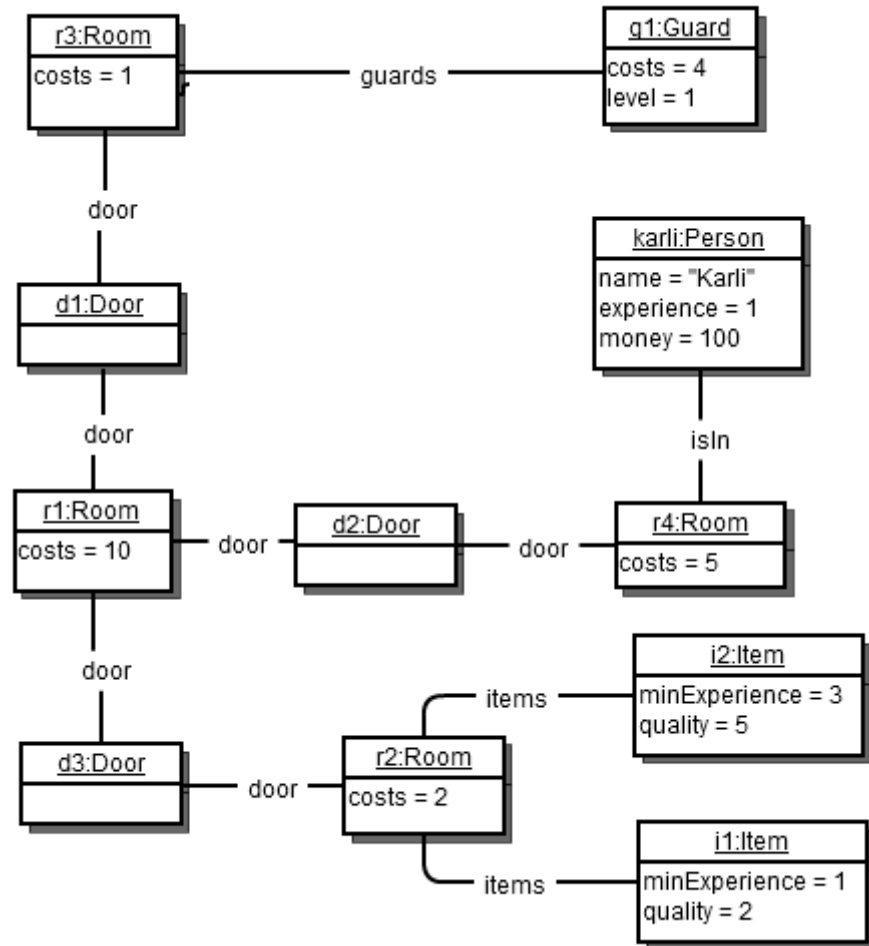 r3:Room
costs = 1
guards
g1:Guard
costs = 4
level = 1
door
karli:Person
name = "Karli"
experience = 1
money = 100
d1:Door
door
isIn
r1:Room
costs = 10
door
d2:Door
door
r4:Room
costs = 5
door
i2:Item
minExperience = 3
quality = 5
items
d3:Door
door
r2:Room
costs = 2
items
i1:Item
minExperience = 1
quality = 2